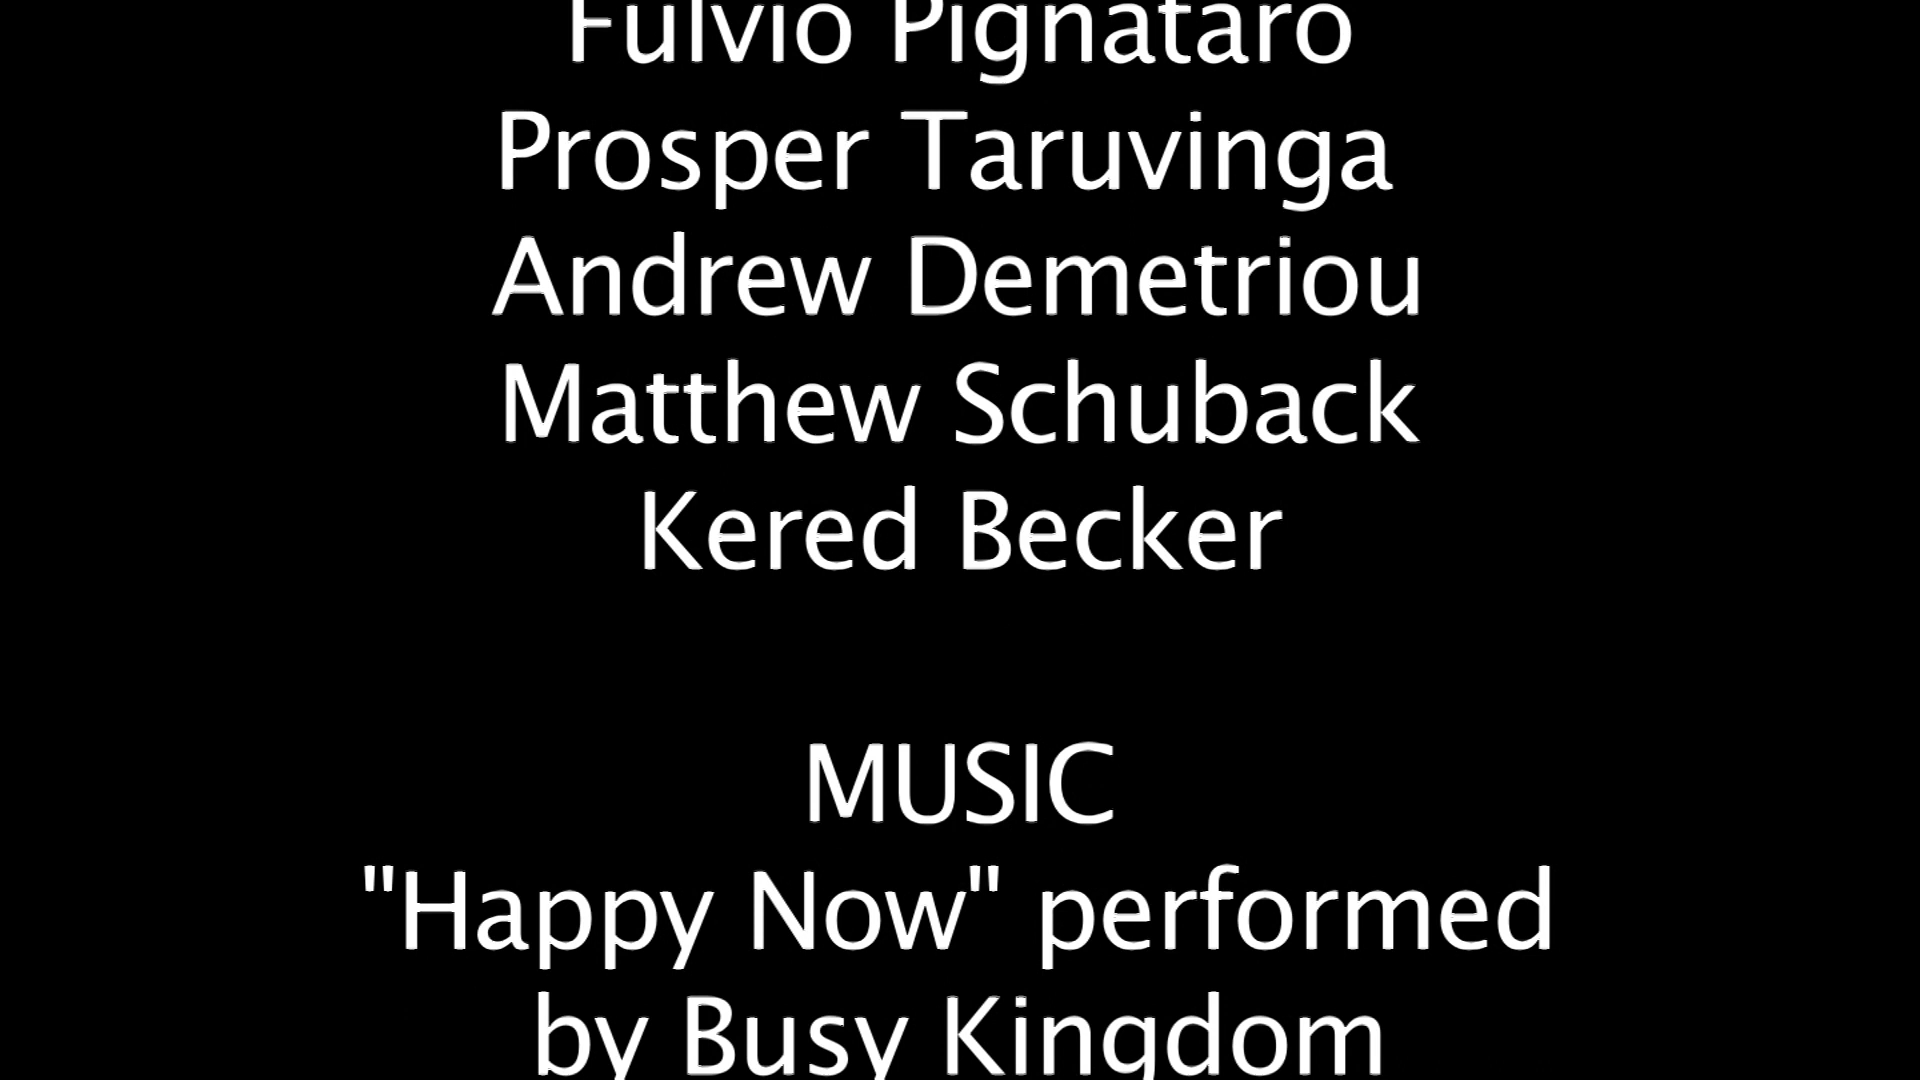 Fulvio Pignataro
Prosper Taruvinga
Andrew Demetriou
Matthew Schuback
Kered Becker
MUSIC
"Happy Now" performed
by Busy Kingdom